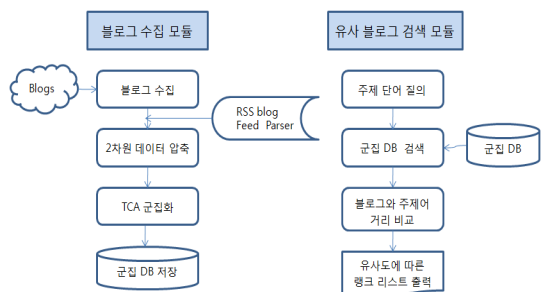 블로그 수집 모듈
유사 블로그 검색 모듈
Blogs
블로그 수집
RSS blog
Feed Parser
2차원 데이터 압축
TCA 군집화
군집 DB 저장
주제 단어 질의
군집 DB 검색
군집 DB
블로그와 주제어
거리 비교
유사도에 따른
랭크 리스트 출력